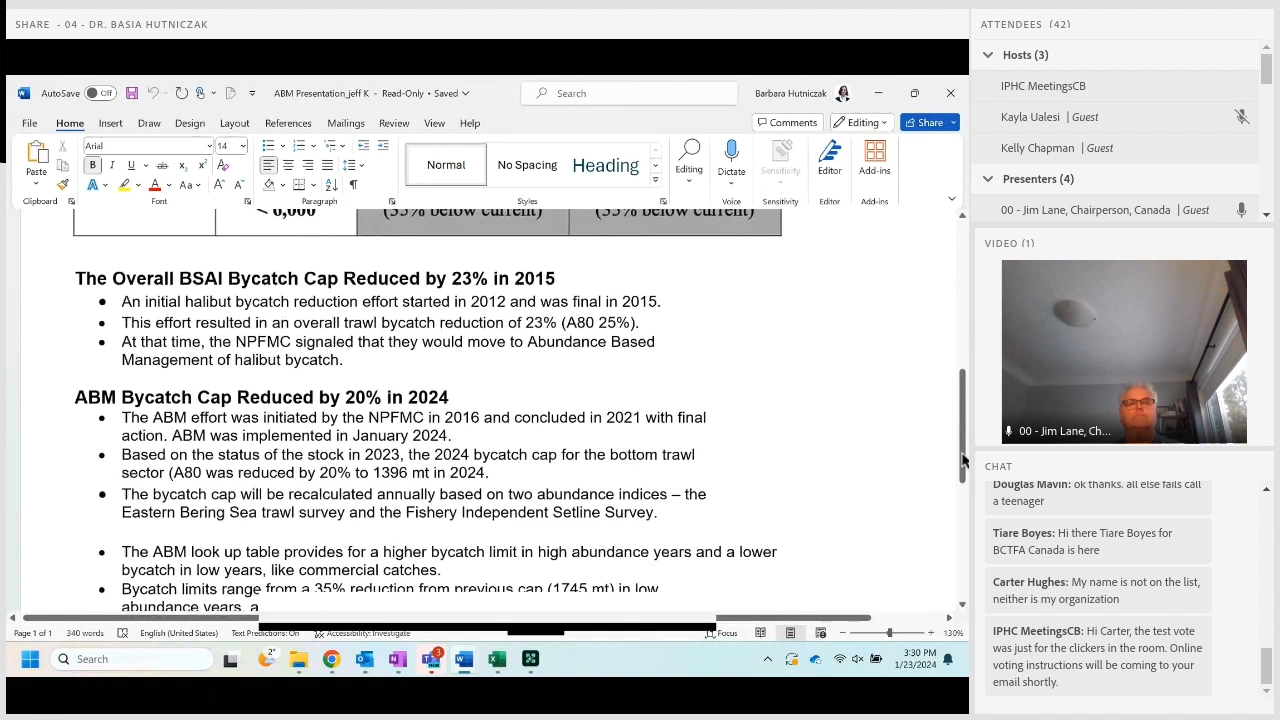 SHARE - 04 - DR. BASIA HUTNICZAK
AutoSave Off
ABM Presentation_jeff K - Read-Only • Saved
Search
Barbara Hutniczak
File Home Insert Draw Design Layout References Mailings Review View Help
Comments Editing Share
Paste
Arial 14
Normal No Spacing Heading
Editing Dictate Sensitivity Editor Add-ins
Clipboard Font Paragraph Styles Voice Sensitivity Editor Add-ins
< 6,000 (35% below current) (35% below current)
The Overall BSAI Bycatch Cap Reduced by 23% in 2015
• An initial halibut bycatch reduction effort started in 2012 and was final in 2015.
• This effort resulted in an overall trawl bycatch reduction of 23% (A80 25%).
• At that time, the NPFMC signaled that they would move to Abundance Based
Management of halibut bycatch.
ABM Bycatch Cap Reduced by 20% in 2024
• The ABM effort was initiated by the NPFMC in 2016 and concluded in 2021 with final
action. ABM was implemented in January 2024.
• Based on the status of the stock in 2023, the 2024 bycatch cap for the bottom trawl
sector (A80 was reduced by 20% to 1396 mt in 2024.
• The bycatch cap will be recalculated annually based on two abundance indices – the
Eastern Bering Sea trawl survey and the Fishery Independent Setline Survey.
• The ABM look up table provides for a higher bycatch limit in high abundance years and a lower
bycatch in low years, like commercial catches.
• Bycatch limits range from a 35% reduction from previous cap (1745 mt) in low
abundance years, a
Page 1 of 1 340 words English (United States) Text Predictions: On Accessibility: Investigate Focus 130%
Search
2°
3
3:30 PM
1/23/2024
ATTENDEES (42)
Hosts (3)
IPHC MeetingsCB
Kayla Ualesi | Guest
Kelly Chapman | Guest
Presenters (4)
00 - Jim Lane, Chairperson, Canada | Guest
VIDEO (1)
00 - Jim Lane, Ch...
CHAT
Douglas Mavin: ok thanks. all else fails call
a teenager
Tiare Boyes: Hi there Tiare Boyes for
BCTFA Canada is here
Carter Hughes: My name is not on the list,
neither is my organization
IPHC MeetingsCB: Hi Carter, the test vote
was just for the clickers in the room. Online
voting instructions will be coming to your
email shortly.